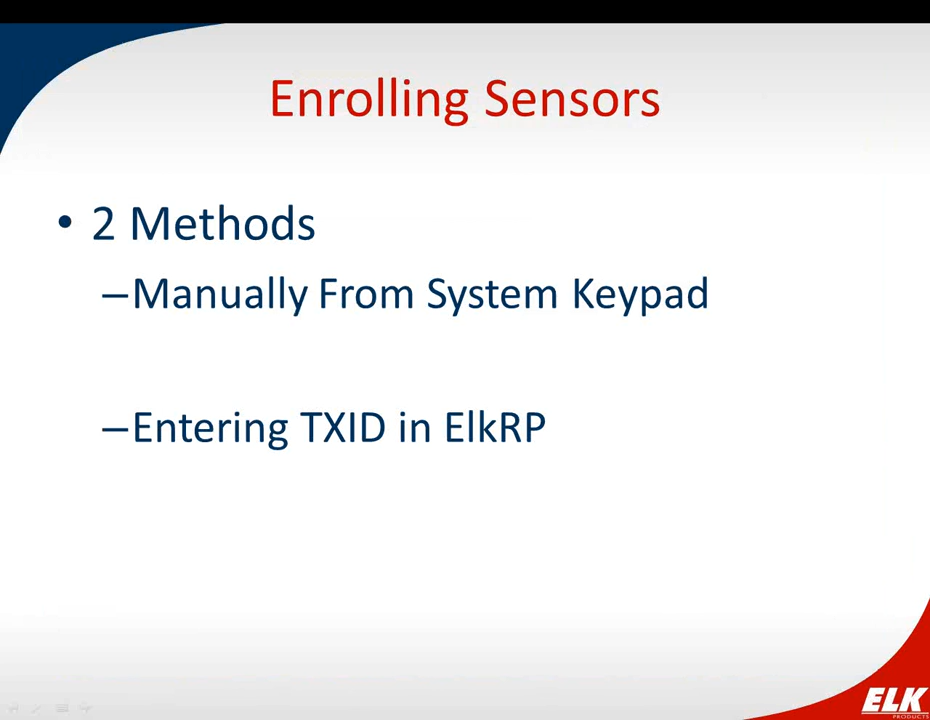 Enrolling Sensors
• 2 Methods
–Manually From System Keypad
–Entering TXID in ElkRP
ELK
PRODUCTS